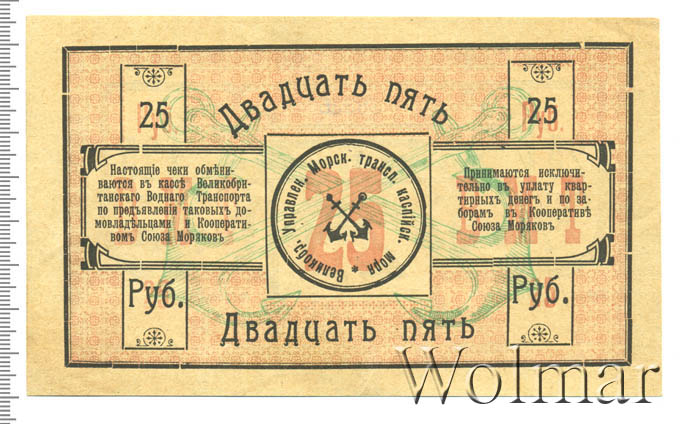 Двадцать пять
25
25
Настоящіе чеки обмѣни-
ваются въ кассѣ Великобри-
танскаго Воднаго Транспорта
по предъявленіи таковыхъ до-
мовладѣльцами и Кооперати-
вомъ Союза Моряковъ
Великобр. Управлен. Морск. трансп. каспійск. моря *
25
Принимаются исключи-
тельно въ уплату квар-
тирныхъ денегъ и по за-
борамъ въ Кооперативѣ
Союза Моряковъ
Руб.
Руб.
Двадцать пять
Wolmar